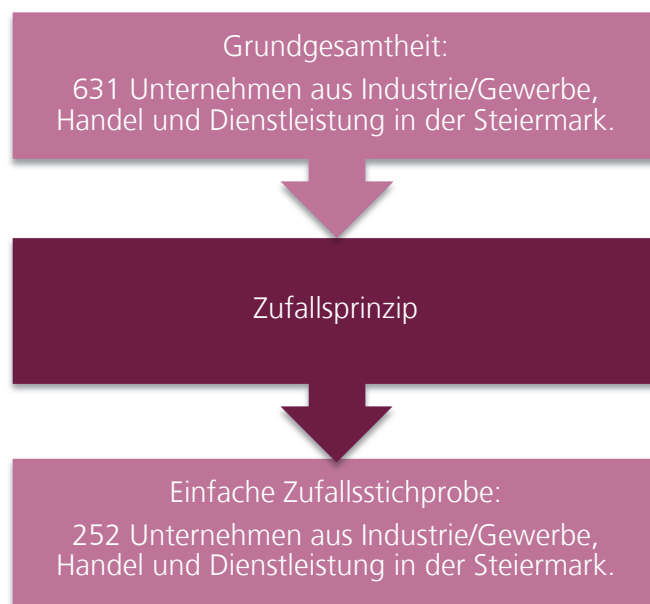 Grundgesamtheit:
631 Unternehmen aus Industrie/Gewerbe,
Handel und Dienstleistung in der Steiermark.
Zufallsprinzip
Einfache Zufallsstichprobe:
252 Unternehmen aus Industrie/Gewerbe,
Handel und Dienstleistung in der Steiermark.